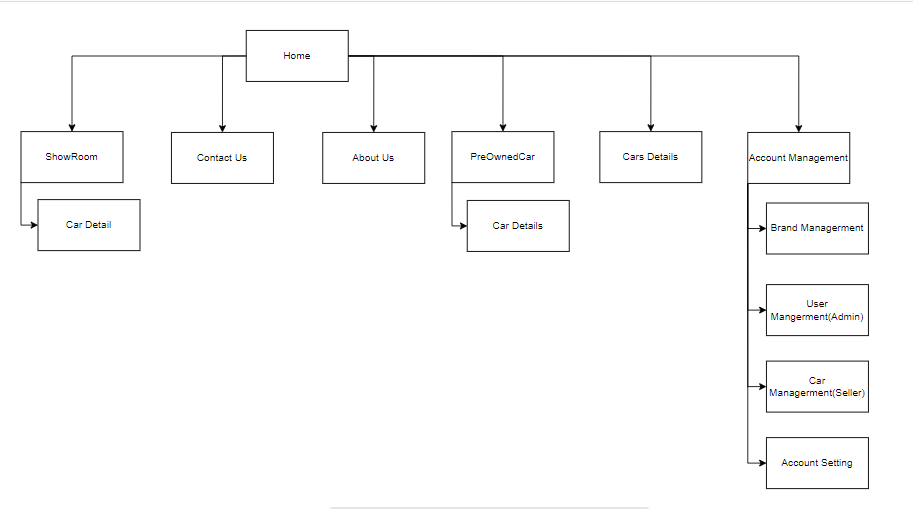 Home
ShowRoom
Contact Us
About Us
PreOwnedCar
Cars Details
Account Management
Car Detail
Car Details
Brand Managerment
User
Mangerment(Admin)
Car
Managerment(Seller)
Account Setting